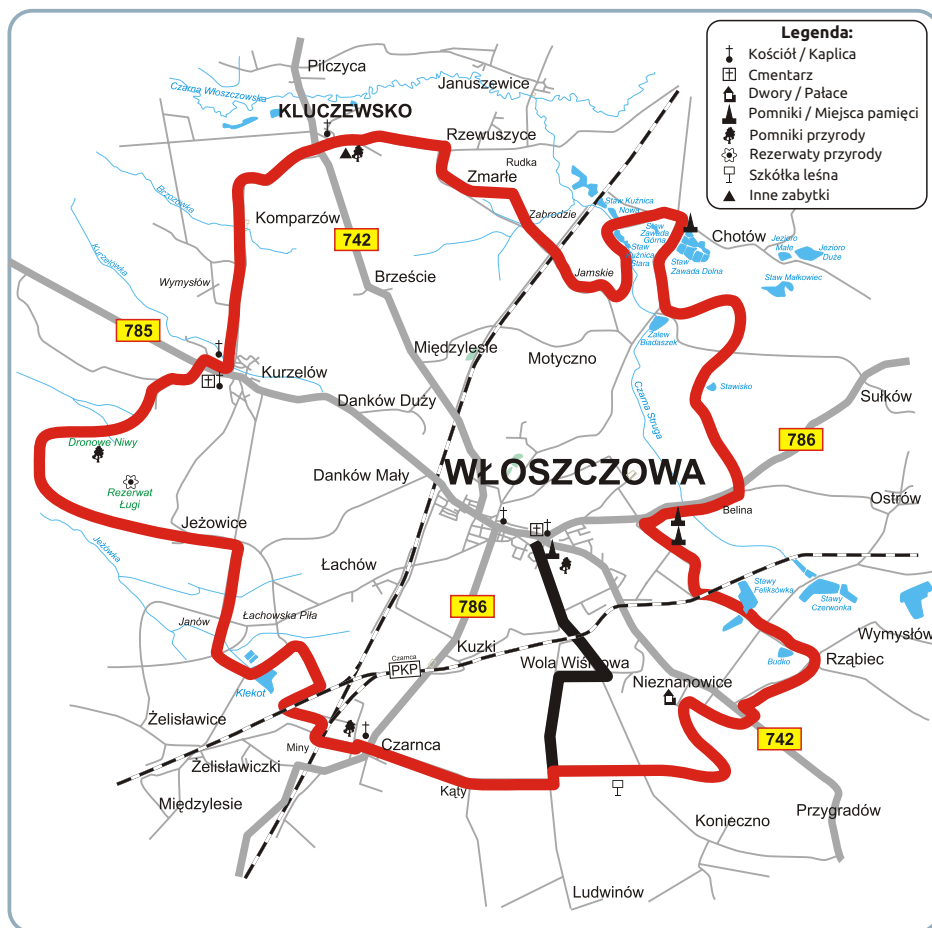 Legenda:
Kościół / Kaplica
Cmentarz
Dwory / Pałace
Pomniki / Miejsca pamięci
Pomniki przyrody
Rezerwaty przyrody
Szkółka leśna
Inne zabytki
Pilczyca
Januszewice
Czarna Włoszczowska
KLUCZEWSKO
Rzewuszyce
Rudka
Zmarłe
Brzozówka
Staw Kuźnica
Nowa
Komparzów
Zabrodzie
Staw
Zawada
Górna
Chotów
742
Kurzelówka
Staw
Kuźnica
Stara
Jezioro
Małe
Jezioro
Duże
Staw
Zawada Dolna
Brzeście
Jamskie
Wymysłów
Staw Małkowiec
785
Zalew
Biadaszek
Międzylesie
Motyczno
Kurzelów
Stawisko
Sułków
Danków Duży
Czarna Struga
Dronowe Niwy
786
Danków Mały
WŁOSZCZOWA
Rezerwat
Ługi
Ostrów
Belina
Jeżowice
Jeżówka
Łachów
Stawy
Feliksówka
Stawy
Czerwonka
786
Janów
Łachowska Piła
Wymysłów
Kuzki
Czarnca
PKP
Wola Wiśniowa
Budko
Rząbiec
Klekot
Nieznanowice
Żelisławice
742
Miny
Czarnca
Żelisławiczki
Kąty
Międzylesie
Przygradów
Konieczno
Ludwinów